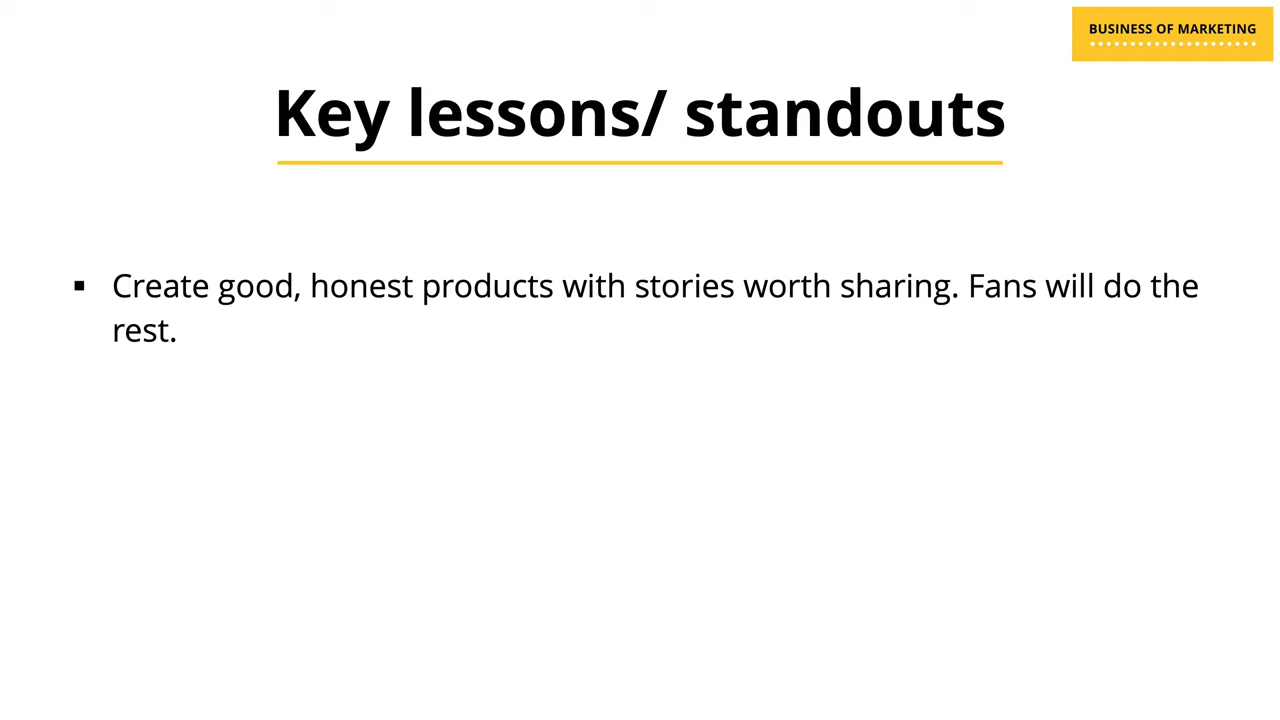 BUSINESS OF MARKETING
Key lessons/ standouts
▪ Create good, honest products with stories worth sharing. Fans will do the
rest.